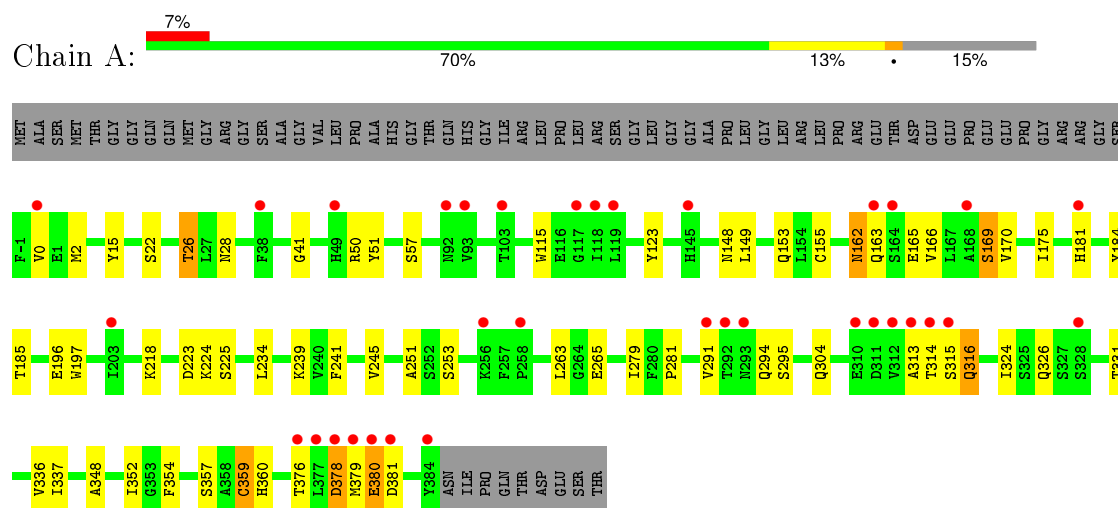 7%
Chain A:
70% 13% • 15%
MET ALA SER MET THR GLY GLY GLN GLN MET GLY ARG GLY SER ALA GLY VAL LEU PRO ALA HIS GLY THR GLN HIS GLY ILE ARG LEU PRO LEU ARG SER GLY LEU GLY GLY ALA PRO LEU GLY LEU ARG LEU PRO ARG GLU THR ASP GLU GLU PRO GLU GLU PRO GLY ARG ARG GLY SER
F-1 V0 E1 M2 Y15 S22 T26 L27 N28 F38 G41 H49 R50 Y51 S57 N92 V93 T103 W115 E116 G117 I118 L119 Y123 H145 N148 L149 Q153 L154 C155 N162 Q163 S164 E165 V166 L167 A168 S169 V170 I175 H181 Y184
T185 E196 W197 I203 K218 D223 K224 S225 L234 K239 V240 F241 V245 A251 S252 S253 K256 F257 P258 L263 G264 E265 I279 F280 P281 V291 T292 N293 Q294 S295 Q304 E310 D311 V312 A313 T314 S315 Q316 I324 S325 Q326 S327 S328 T331
V336 I337 A348 I352 G353 F354 S357 A358 C359 H360 T376 L377 D378 M379 E380 D381 Y384 ASN ILE PRO GLN THR ASP GLU SER THR